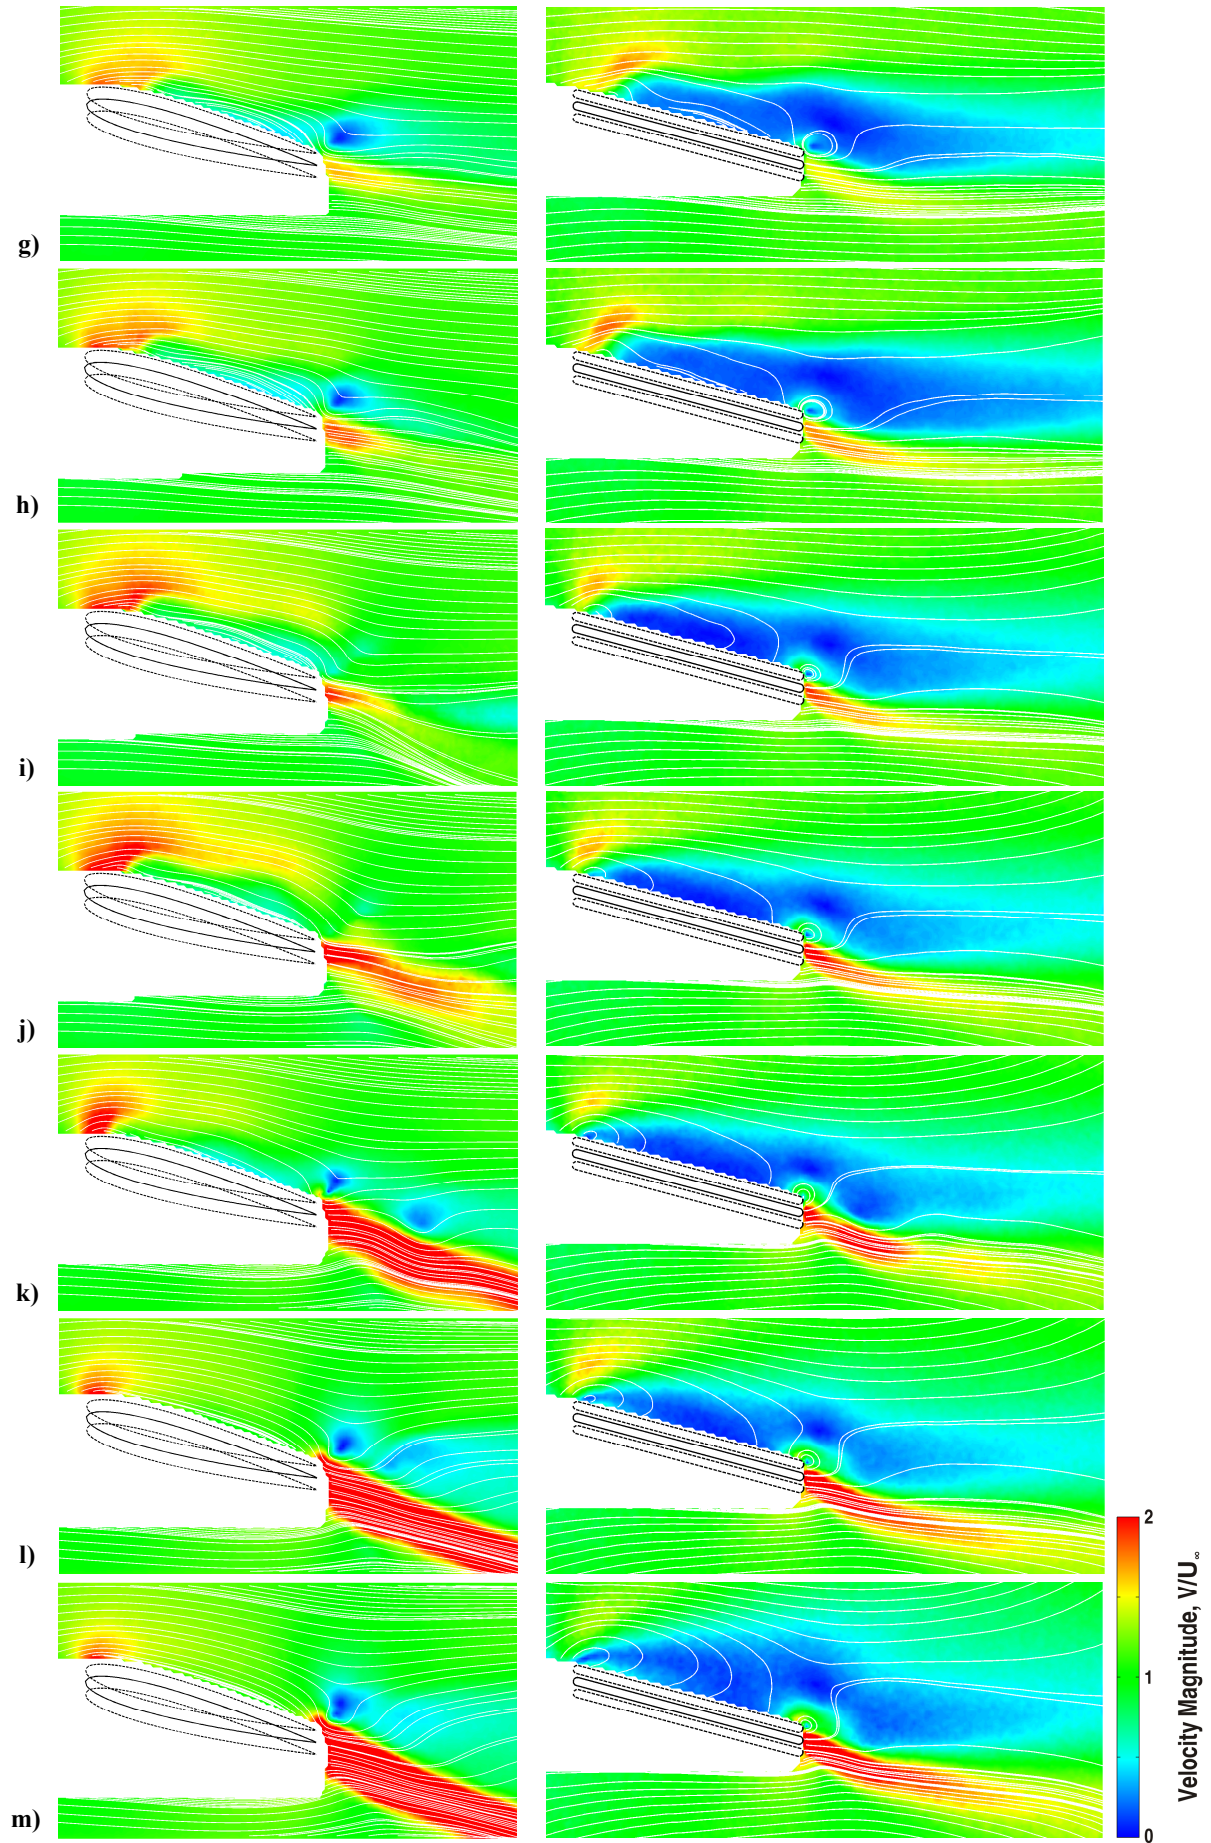 g)
h)
i)
j)
k)
l)
m)
2
1
0
Velocity Magnitude, V/U∞